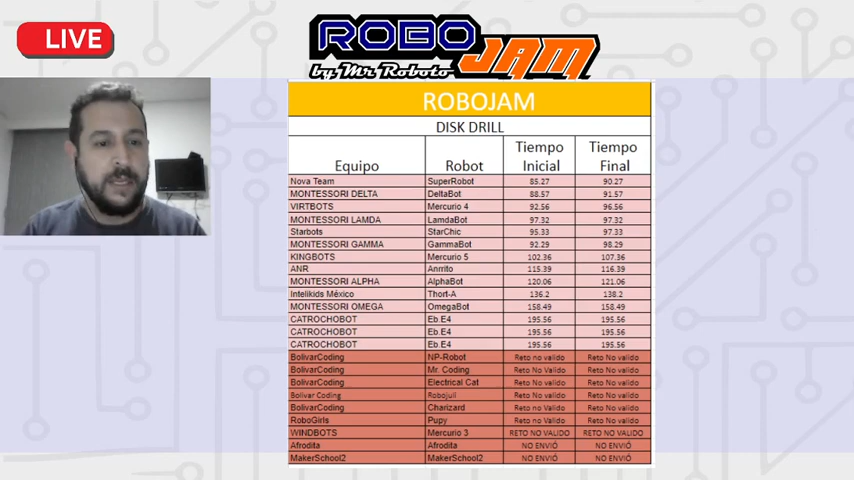 LIVE
ROBO JAM
by Mr Roboto
ROBOJAM
DISK DRILL
Equipo Robot Tiempo Inicial Tiempo Final
Nova Team SuperRobot 85.27 90.27
MONTESSORI DELTA DeltaBot 88.57 91.57
VIRTBOTS Mercurio 4 92.56 96.56
MONTESSORI LAMDA LamdaBot 97.32 97.32
Starbots StarChic 95.33 97.33
MONTESSORI GAMMA GammaBot 92.29 98.29
KINGBOTS Mercurio 5 102.36 107.36
ANR Anrrito 115.39 116.39
MONTESSORI ALPHA AlphaBot 120.06 121.06
Intelikids México Thort-A 136.2 138.2
MONTESSORI OMEGA OmegaBot 158.49 158.49
CATROCHOBOT Eb.E4 195.56 195.56
CATROCHOBOT Eb.E4 195.56 195.56
CATROCHOBOT Eb.E4 195.56 195.56
BolivarCoding NP-Robot Reto No valido Reto No valido
BolivarCoding Mr. Coding Reto No valido Reto No valido
BolivarCoding Electrical Cat Reto No valido Reto No valido
Bolivar Coding Robojuli Reto No valido Reto No valido
BolivarCoding Charizard Reto No valido Reto No valido
RoboGirls Pupy Reto No valido Reto No valido
WINDBOTS Mercurio 3 RETO NO VALIDO RETO NO VALIDO
Afrodita Afrodita NO ENVIÓ NO ENVIÓ
MakerSchool2 MakerSchool2 NO ENVIÓ NO ENVIÓ